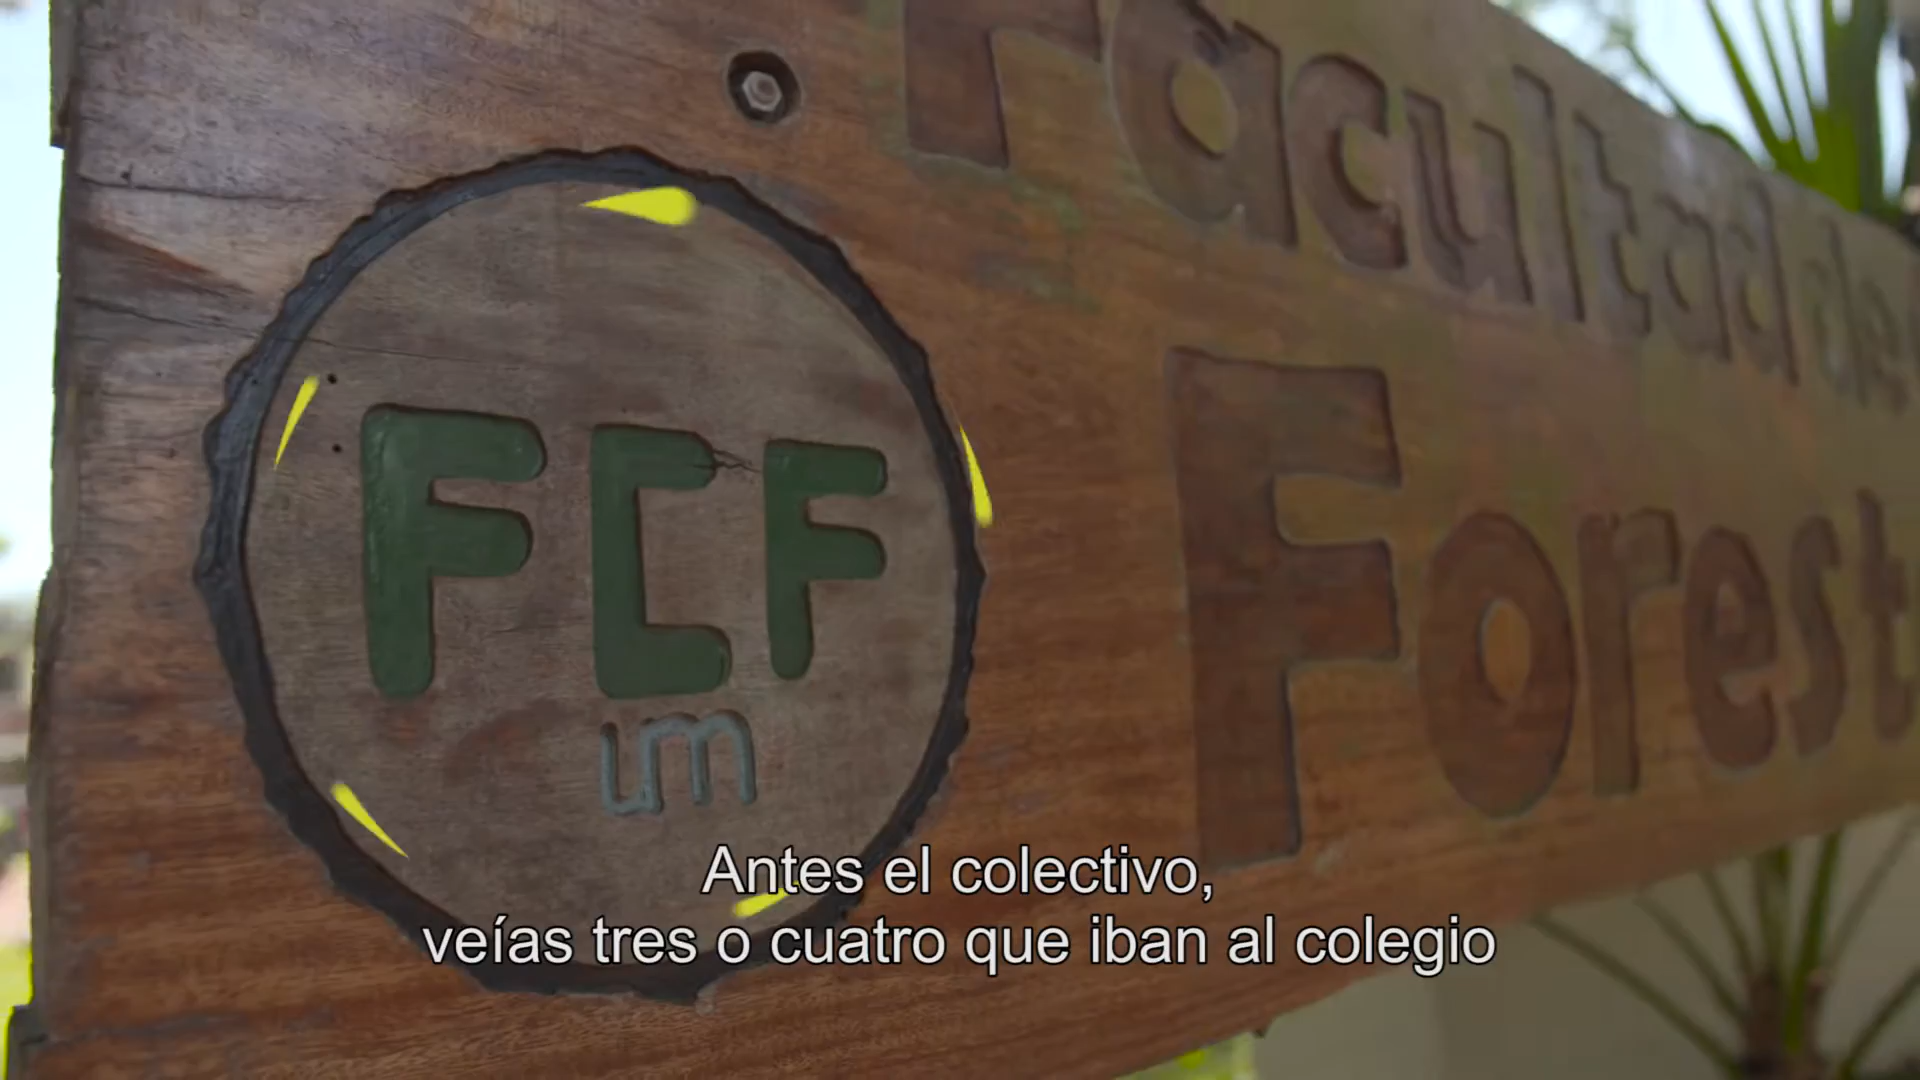 Facultad de
Forest
FCF
um
Antes el colectivo,
veías tres o cuatro que iban al colegio